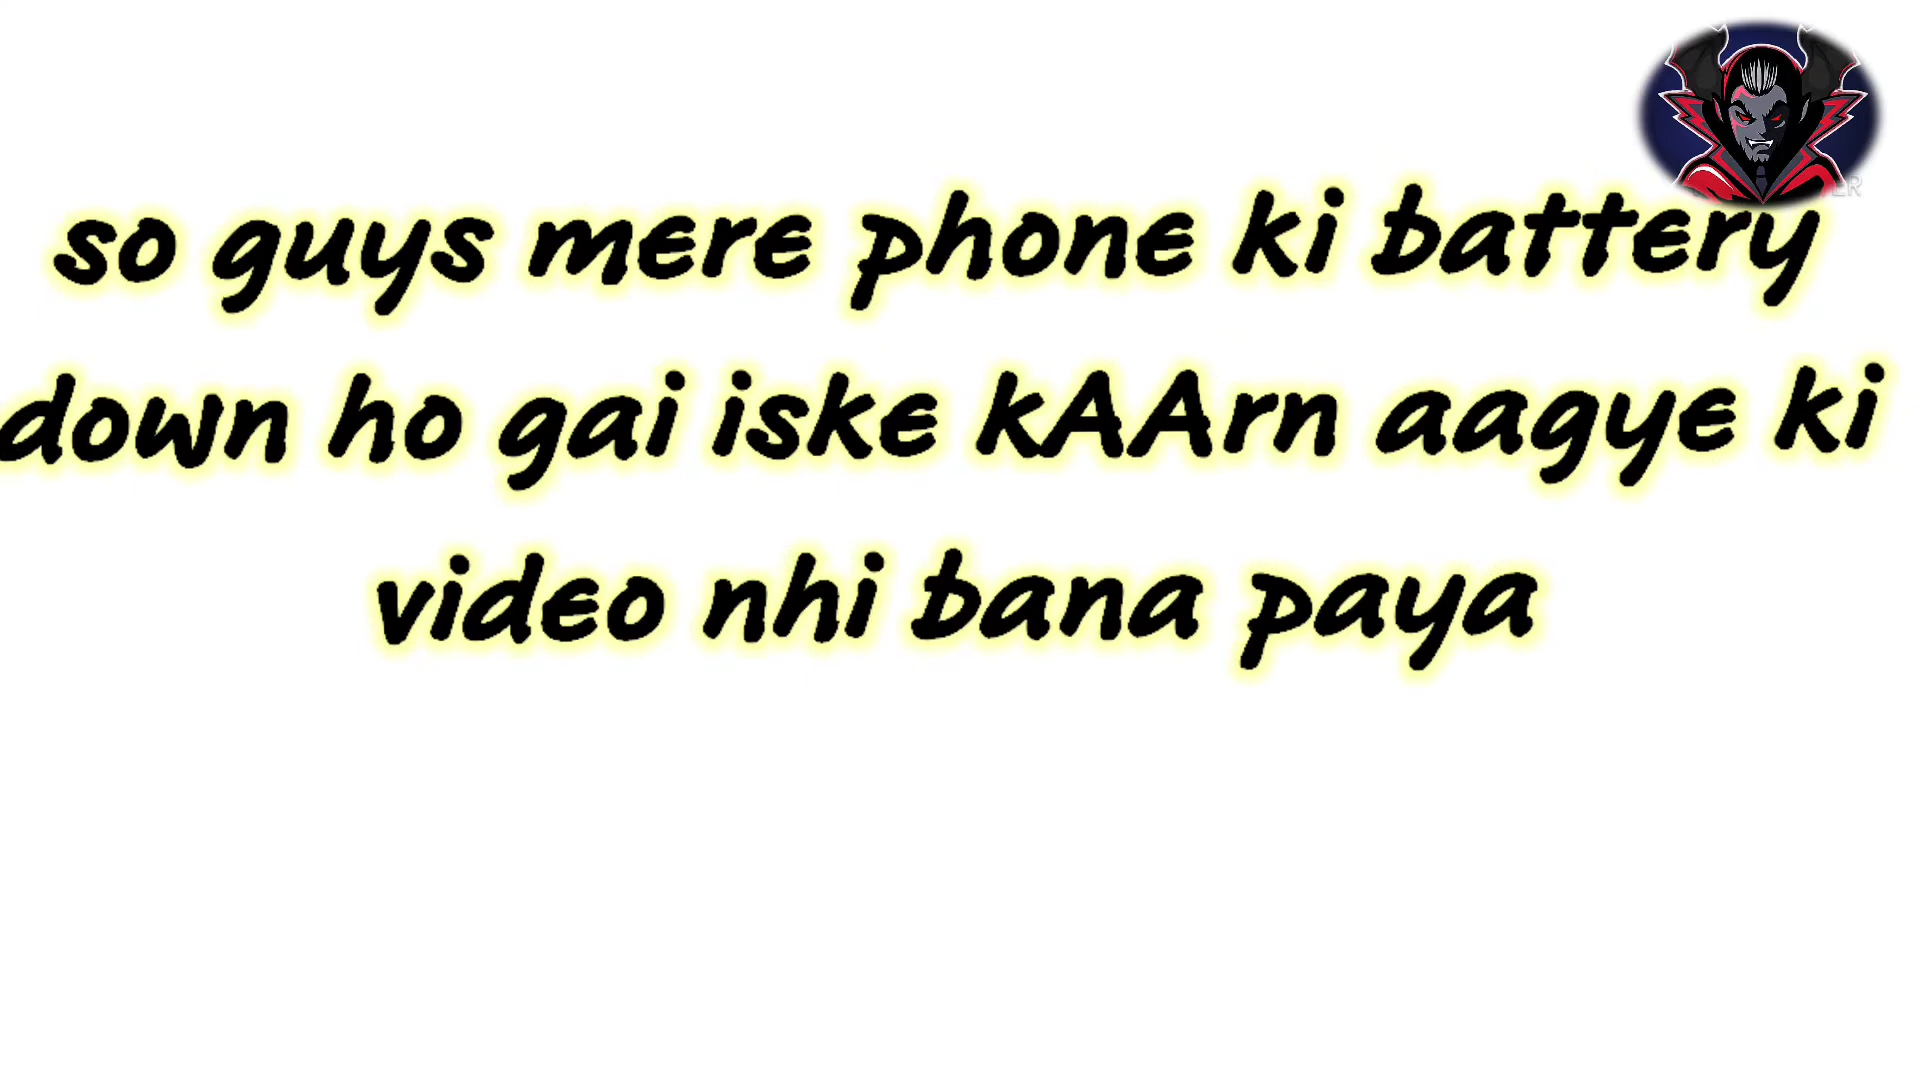 so guys mere phone ki battery
down ho gai iske kAArn aagye ki
video nhi bana paya